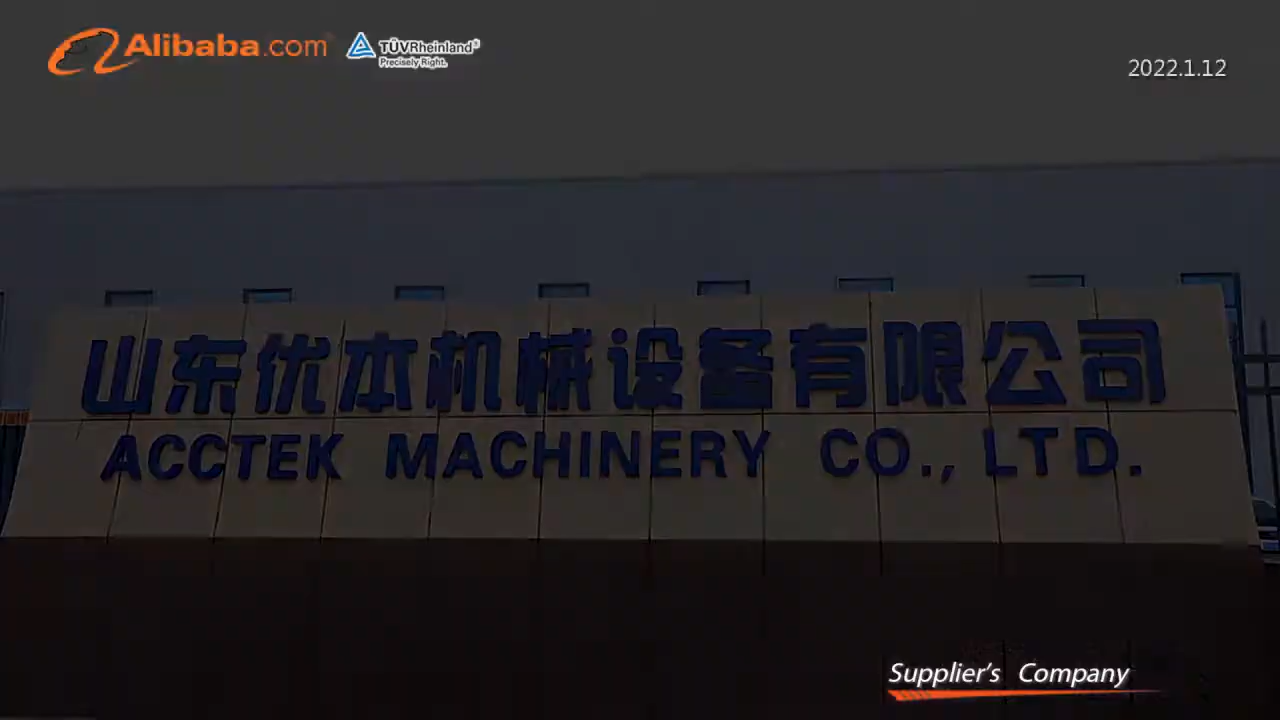 Alibaba.com
TÜVRheinland®
Precisely Right.
2022.1.12
山东优本机械设备有限公司
ACCTEK MACHINERY CO., LTD.
Supplier's Company